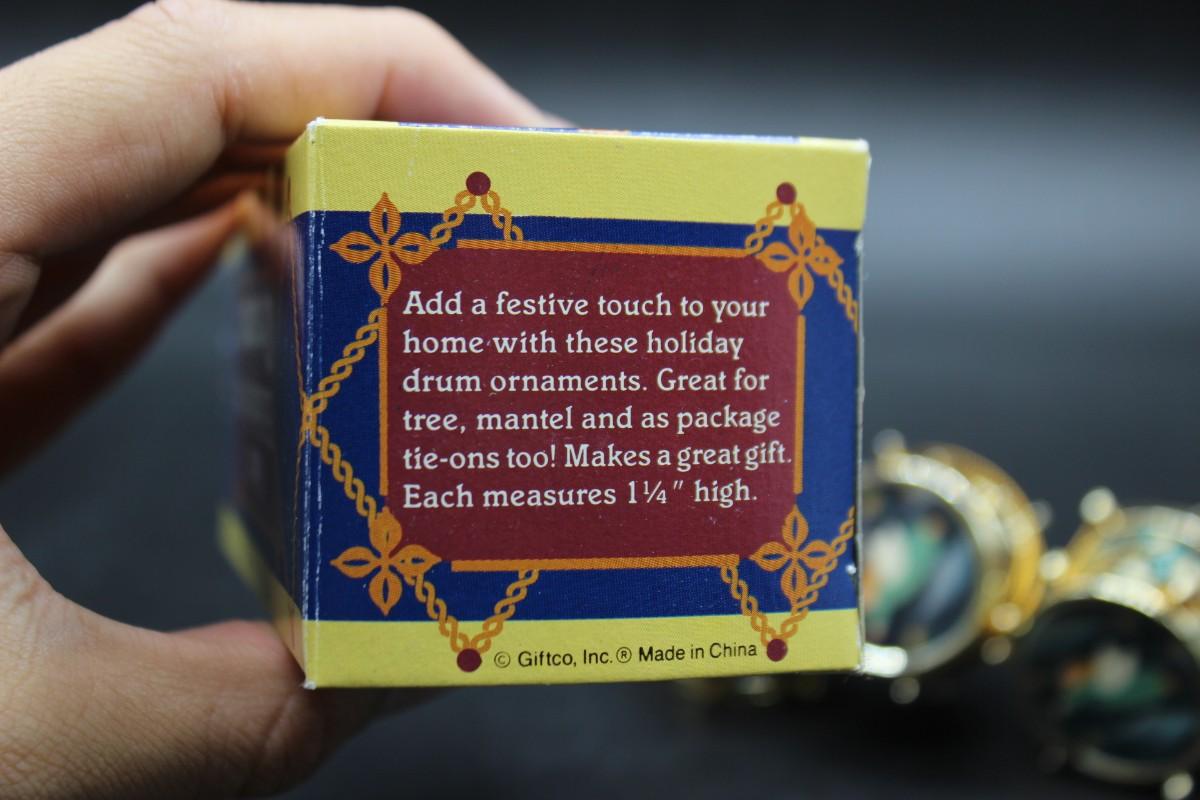 Add a festive touch to your
home with these holiday
drum ornaments. Great for
tree, mantel and as package
tie-ons too! Makes a great gift.
Each measures 1¼" high.
© Giftco, Inc.® Made in China